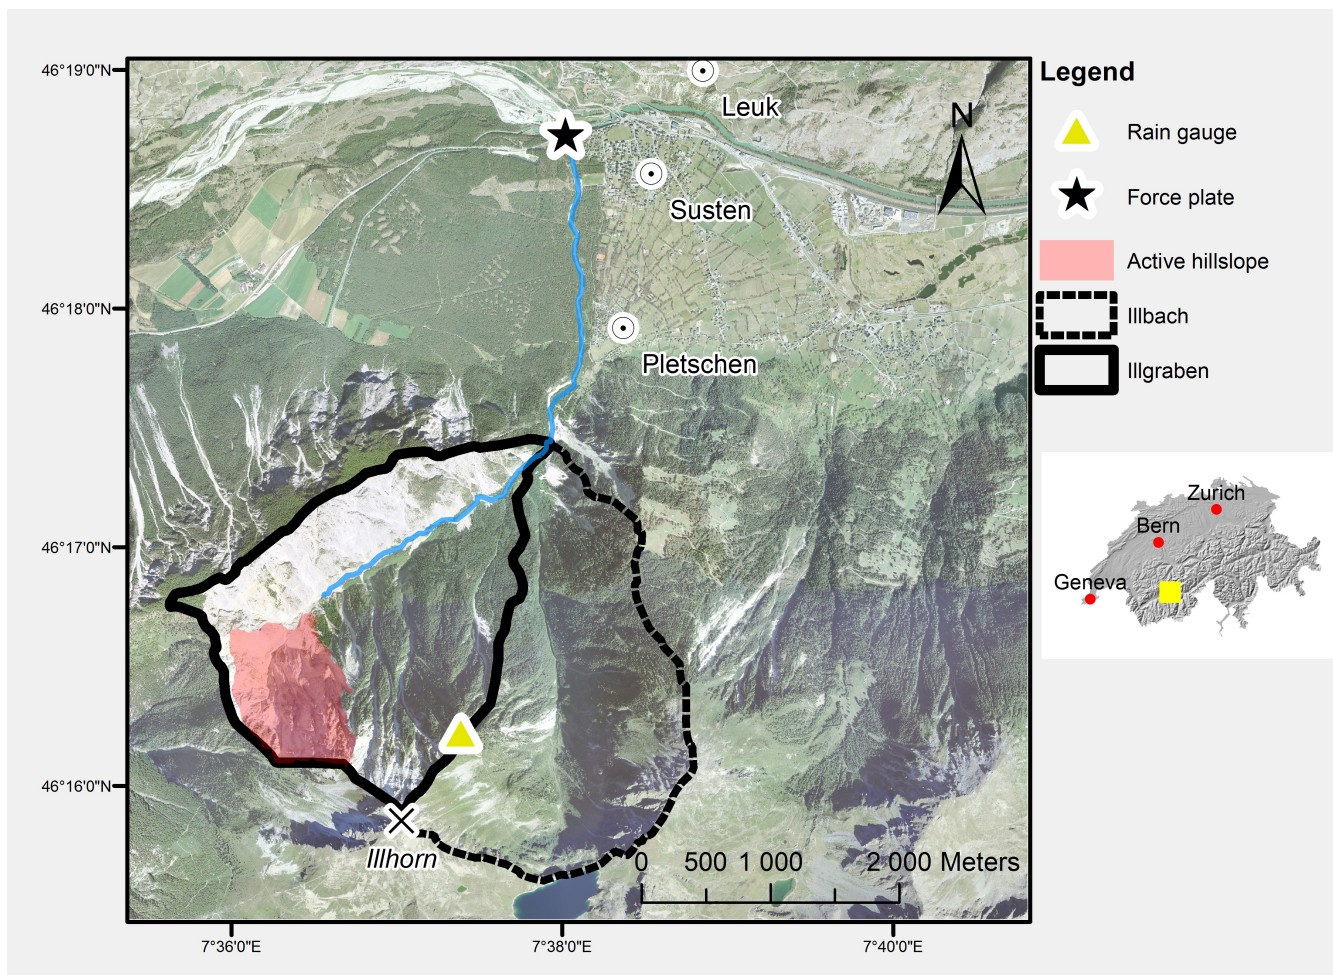 46°19'0"N
46°18'0"N
46°17'0"N
46°16'0"N
7°36'0"E
7°38'0"E
7°40'0"E
Leuk
Susten
Pletschen
Illhorn
N
0 500 1 000 2 000 Meters
Legend
Rain gauge
Force plate
Active hillslope
Illbach
Illgraben
Zurich
Bern
Geneva